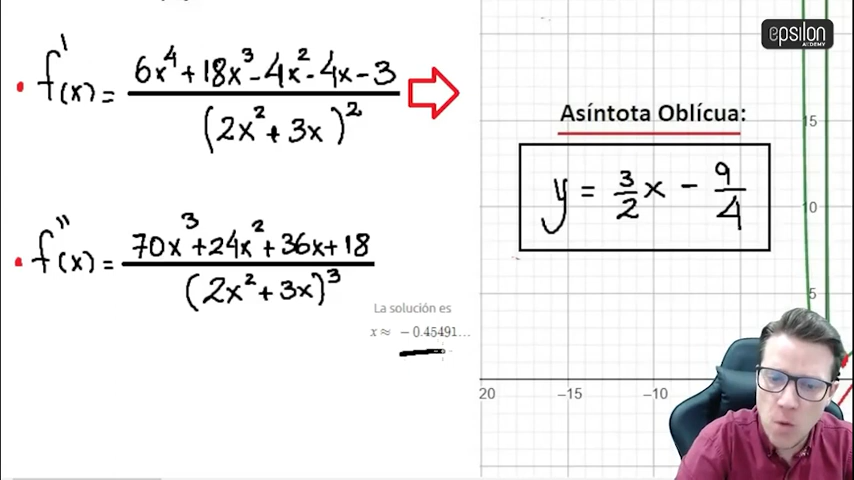 epsilon
ACADEMY
f'(x) = 6x⁴ + 18x³ - 4x² - 4x - 3 / (2x² + 3x)²
Asíntota Oblícua:
y = 3/2 x - 9/4
f''(x) = 70x³ + 24x² + 36x + 18 / (2x² + 3x)³
La solución es
x ≈ -0.45491...
15
10
5
20
-15
-10